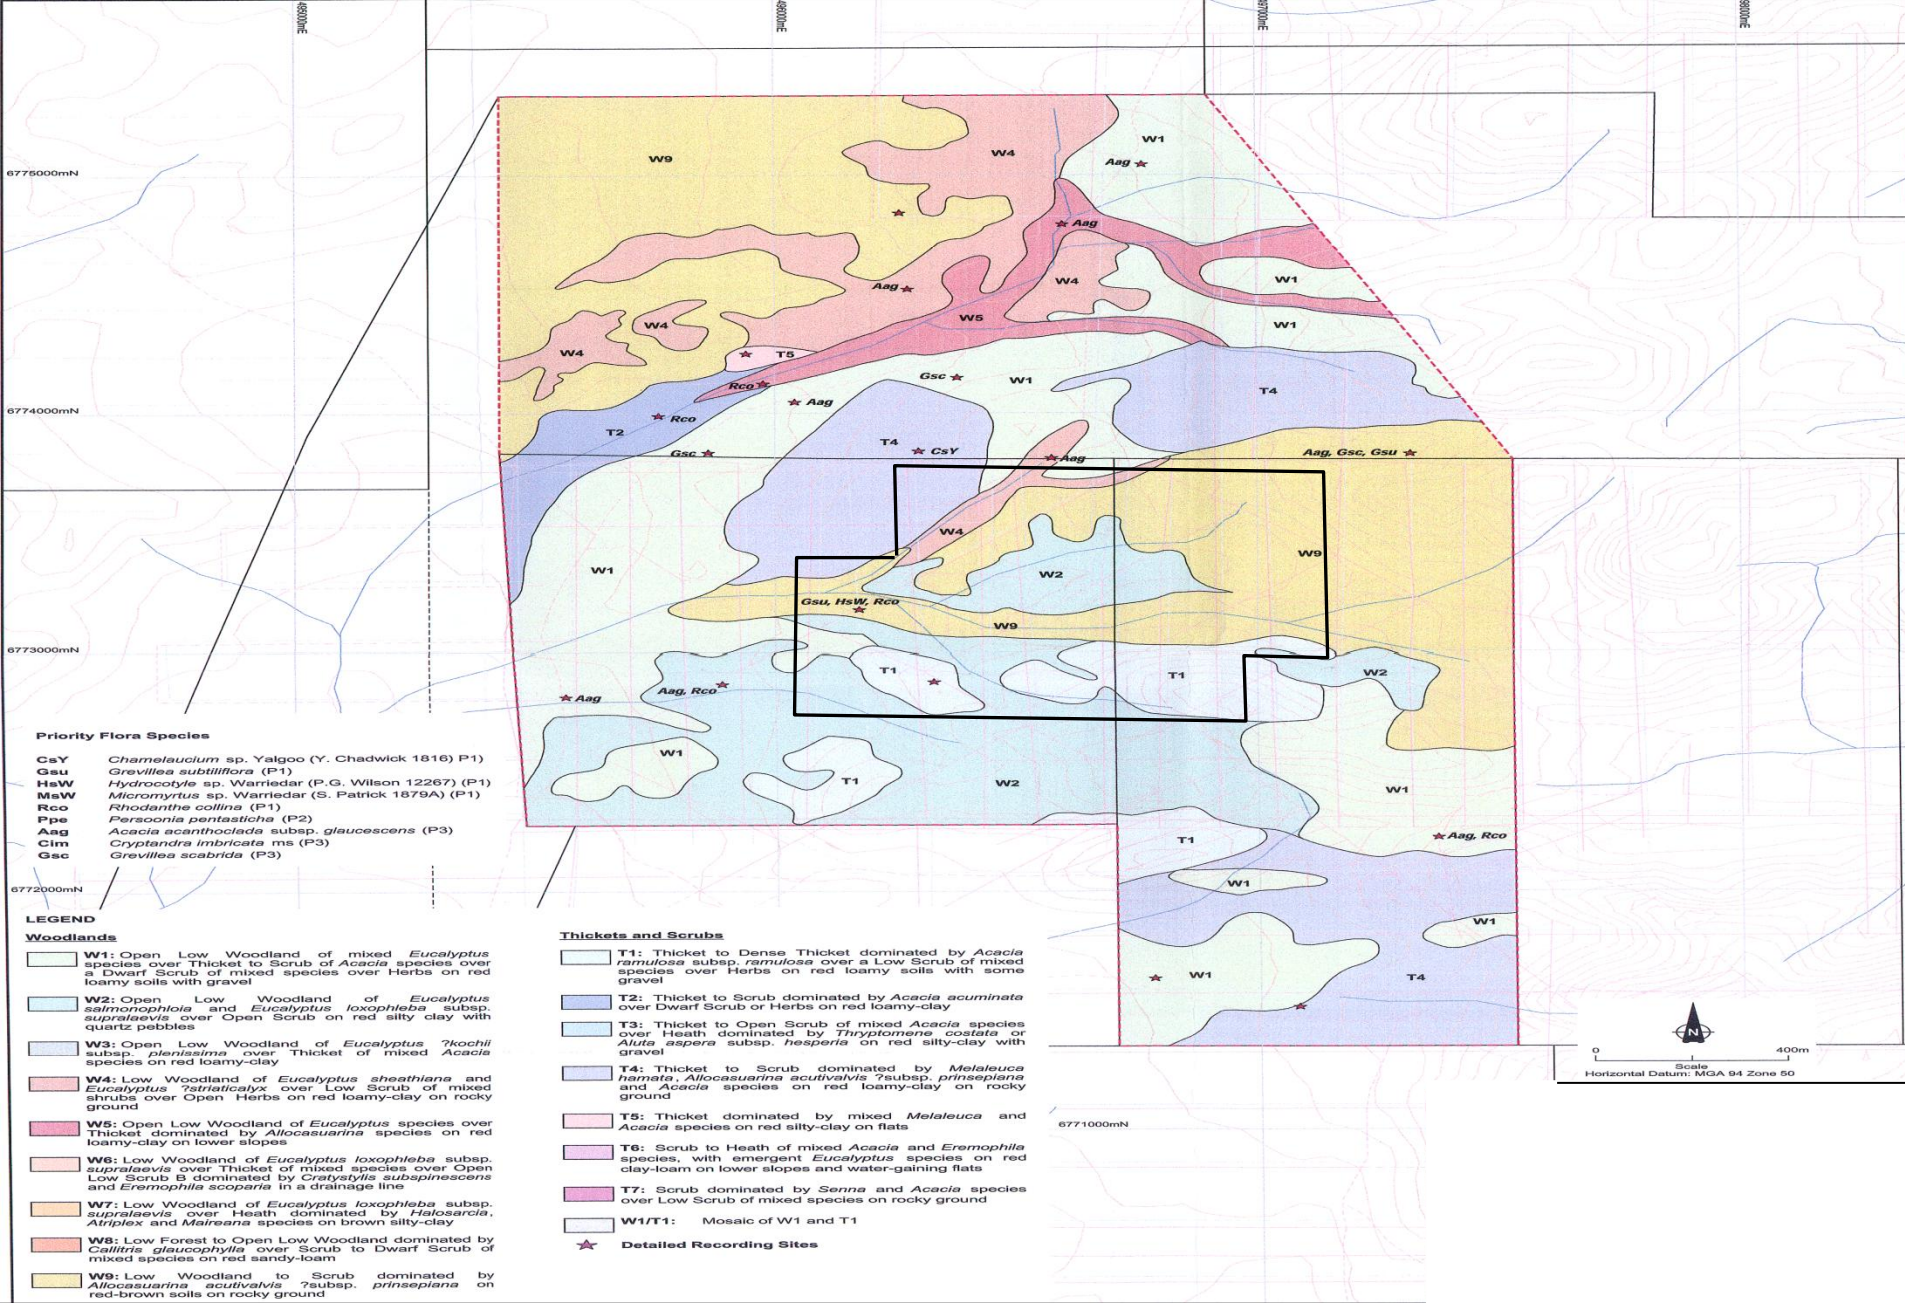 495000mE
496000mE
497000mE
W1
W9
W4
Aag
6775000mN
Aag
W4
W1
Aag
W5
W4
W1
W4
T5
Gsc
W1
Rco
T4
Aag
6774000mN
Rco
T2
T4
CsY
Gsc
Aag
Aag, Gsc, Gsu
W4
W9
W1
W2
Gsu, HsW, Rco
W9
6773000mN
T1
T1
W2
Aag, Rco
Aag
W1
T1
W2
W1
Aag, Rco
T1
W1
W1
W1
T4
Priority Flora Species
CsY Chamelaucium sp. Yalgoo (Y. Chadwick 1816) P1)
Gsu Grevillea subtiliflora (P1)
HsW Hydrocotyle sp. Warriedar (P.G. Wilson 12267) (P1)
MsW Micromyrtus sp. Warriedar (S. Patrick 1879A) (P1)
Rco Rhodanthe collina (P1)
Ppe Persoonia pentasticha (P2)
Aag Acacia acanthoclada subsp. glaucescens (P3)
Cim Cryptandra imbricata ms (P3)
Gsc Grevillea scabrida (P3)
6772000mN
LEGEND
Woodlands
W1: Open Low Woodland of mixed Eucalyptus
species over Thicket to Scrub of Acacia species over
a Dwarf Scrub of mixed species over Herbs on red
loamy soils with gravel
W2: Open Low Woodland of Eucalyptus
salmonophloia and Eucalyptus loxophleba subsp.
supralaevis over Open Scrub on red silty clay with
quartz pebbles
W3: Open Low Woodland of Eucalyptus ?kochii
subsp. plenissima over Thicket of mixed Acacia
species on red loamy-clay
W4: Low Woodland of Eucalyptus sheathiana and
Eucalyptus ?striaticalyx over Low Scrub of mixed
shrubs over Open Herbs on red loamy-clay on rocky
ground
W5: Open Low Woodland of Eucalyptus species over
Thicket dominated by Allocasuarina species on red
loamy-clay on lower slopes
W6: Low Woodland of Eucalyptus loxophleba subsp.
supralaevis over Thicket of mixed species over Open
Low Scrub B dominated by Cratystylis subspinescens
and Eremophila scoparia in a drainage line
W7: Low Woodland of Eucalyptus loxophleba subsp.
supralaevis over Heath dominated by Halosarcia,
Atriplex and Maireana species on brown silty-clay
W8: Low Forest to Open Low Woodland dominated by
Callitris glaucophylla over Scrub to Dwarf Scrub of
mixed species on red sandy-loam
W9: Low Woodland to Scrub dominated by
Allocasuarina acutivalvis ?subsp. prinsepiana on
red-brown soils on rocky ground
Thickets and Scrubs
T1: Thicket to Dense Thicket dominated by Acacia
ramulosa subsp. ramulosa over a Low Scrub of mixed
species over Herbs on red loamy soils with some
gravel
T2: Thicket to Scrub dominated by Acacia acuminata
over Dwarf Scrub or Herbs on red loamy-clay
T3: Thicket to Open Scrub of mixed Acacia species
over Heath dominated by Thryptomene costata or
Aluta aspera subsp. hesperia on red silty-clay with
gravel
T4: Thicket to Scrub dominated by Melaleuca
hamata, Allocasuarina acutivalvis ?subsp. prinsepiana
and Acacia species on red loamy-clay on rocky
ground
T5: Thicket dominated by mixed Melaleuca and
Acacia species on red silty-clay on flats
T6: Scrub to Heath of mixed Acacia and Eremophila
species, with emergent Eucalyptus species on red
clay-loam on lower slopes and water-gaining flats
T7: Scrub dominated by Senna and Acacia species
over Low Scrub of mixed species on rocky ground
W1/T1: Mosaic of W1 and T1
Detailed Recording Sites
N
0 400m
Scale
Horizontal Datum: MGA 94 Zone 50
6771000mN